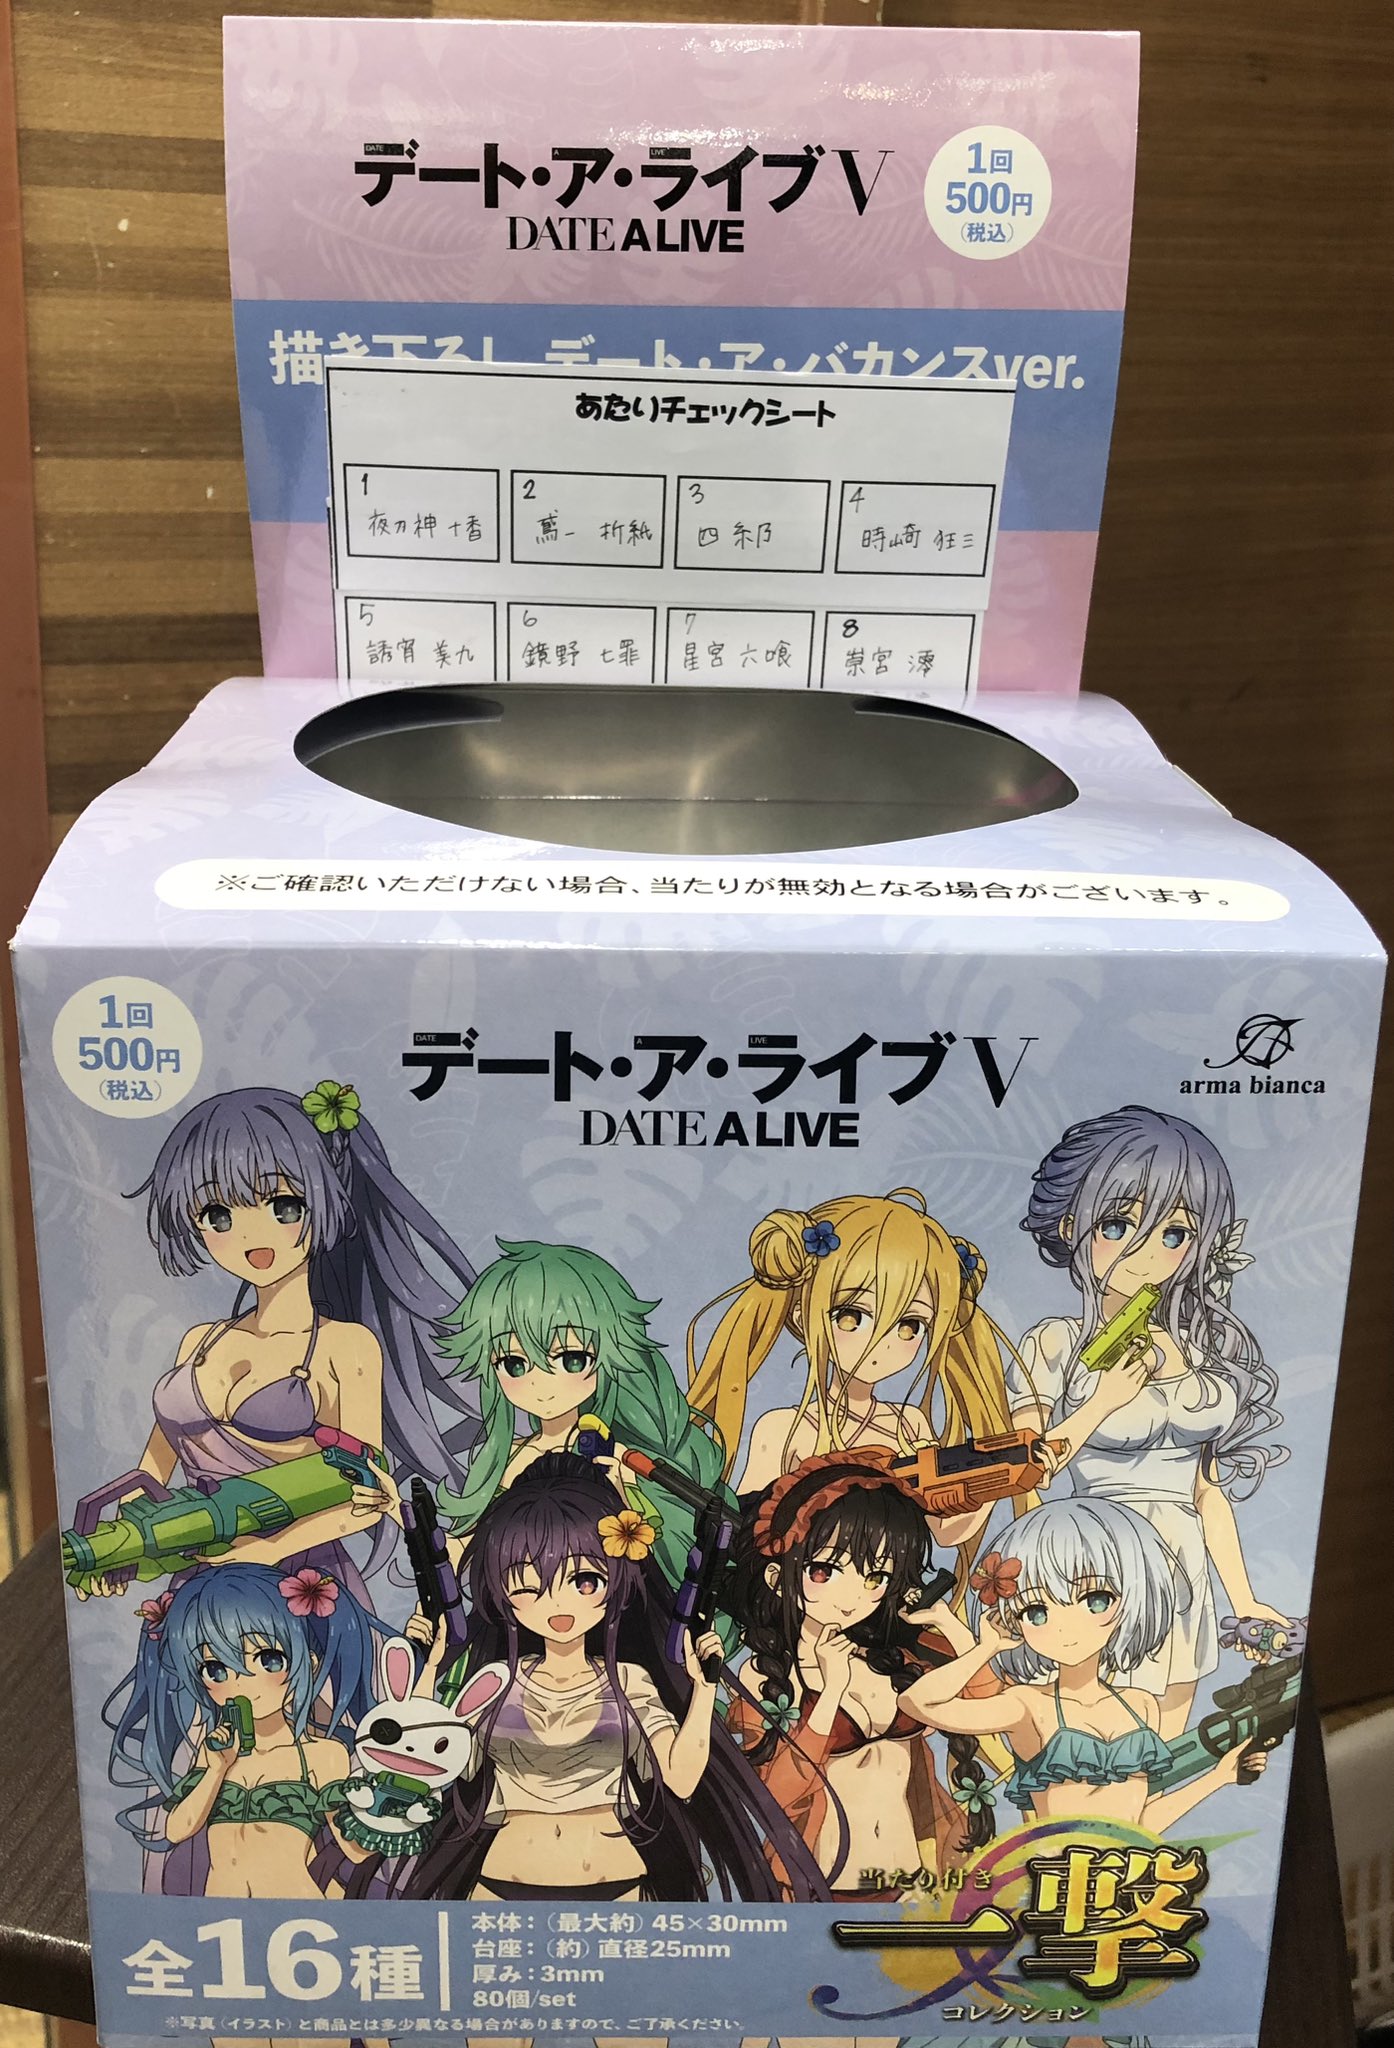 デート・ア・ライブ V
DATE A LIVE
1回
500円
(税込)
描き下ろし デート・ア・バカンスver.
あたりチェックシート
1
夜刀神 十香
2
鳶一 折紙
3
四糸乃
4
時崎 狂三
5
誘宵 美九
6
鏡野 七罪
7
星宮 六喰
8
崇宮 澪
※ご確認いただけない場合、当たりが無効となる場合がございます。
1回
500円
(税込)
デート・ア・ライブ V
DATE A LIVE
arma bianca
当たり付き
一撃
コレクション
全16種
本体:(最大約)45×30mm
台座:(約)直径25mm
厚み:3mm
80個/set
※写真(イラスト)と商品とは多少異なる場合がありますので、ご了承ください。